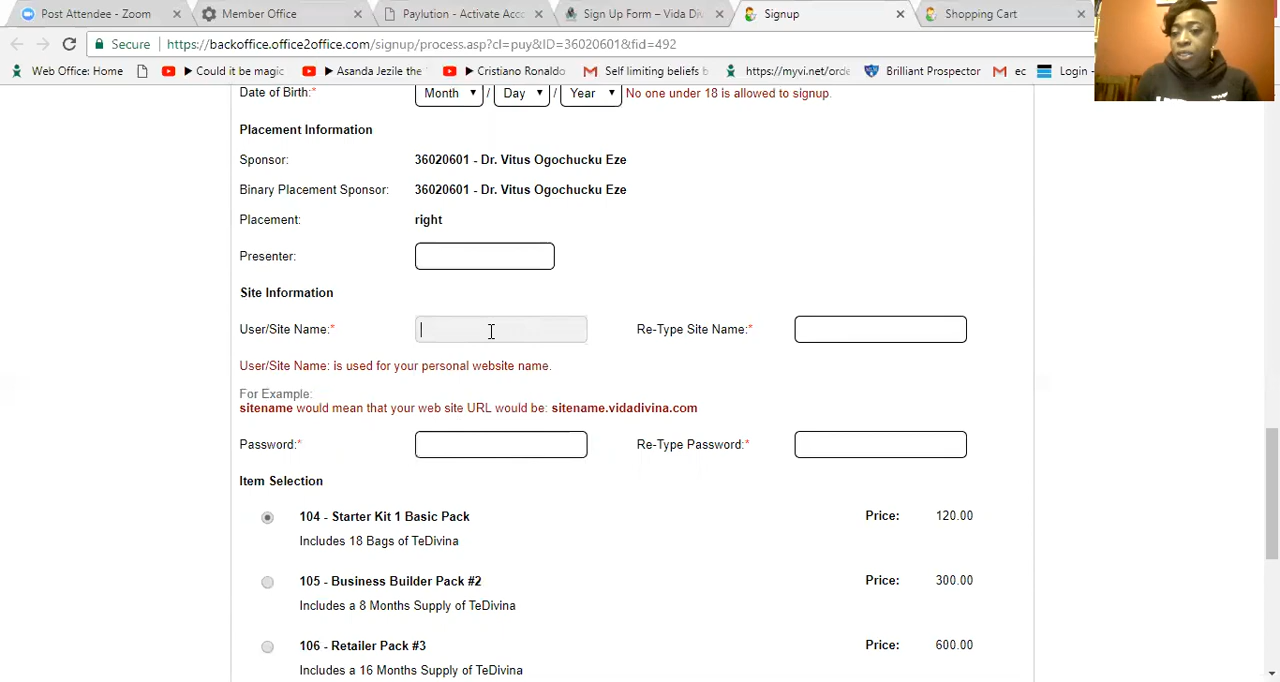 Post Attendee - Zoom
Member Office
Paylution - Activate Acco
Sign Up Form – Vida Di
Signup
Shopping Cart
Secure
https://backoffice.office2office.com/signup/process.asp?cl=puy&ID=36020601&fid=492
Web Office: Home
Could it be magic
Asanda Jezile the
Cristiano Ronaldo
Self limiting beliefs b
https://myvi.net/orde
Brilliant Prospector
ec
Login -
Date of Birth:* Month / Day / Year No one under 18 is allowed to signup.
Placement Information
Sponsor: 36020601 - Dr. Vitus Ogochucku Eze
Binary Placement Sponsor: 36020601 - Dr. Vitus Ogochucku Eze
Placement: right
Presenter:
Site Information
User/Site Name:* Re-Type Site Name:*
User/Site Name: is used for your personal website name.
For Example:
sitename would mean that your web site URL would be: sitename.vidadivina.com
Password:* Re-Type Password:*
Item Selection
104 - Starter Kit 1 Basic Pack Price: 120.00
Includes 18 Bags of TeDivina
105 - Business Builder Pack #2 Price: 300.00
Includes a 8 Months Supply of TeDivina
106 - Retailer Pack #3 Price: 600.00
Includes a 16 Months Supply of TeDivina